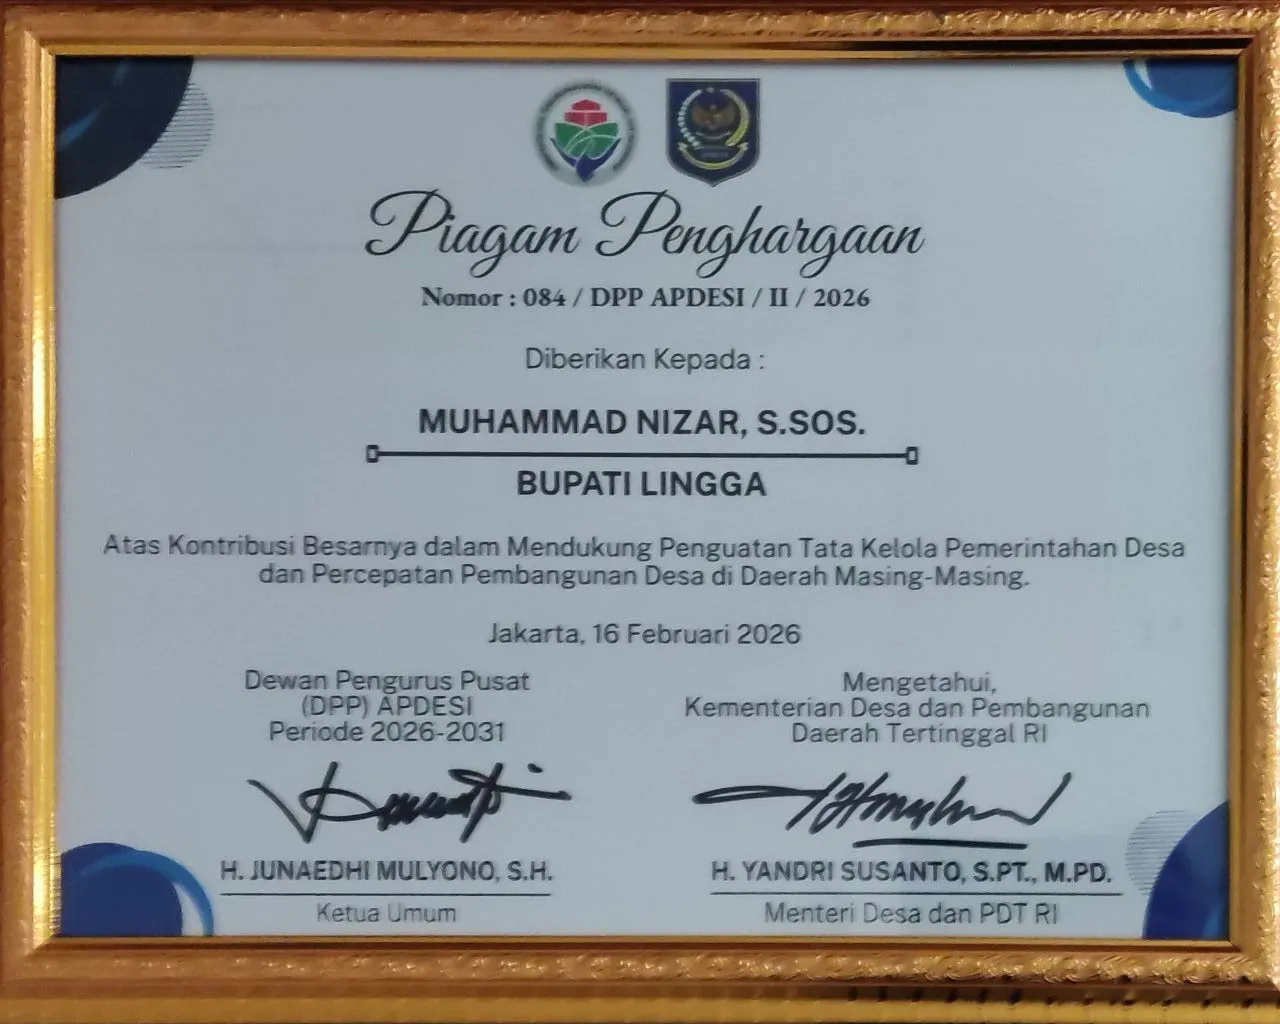 Piagam Penghargaan
Nomor : 084 / DPP APDESI / II / 2026
Diberikan Kepada :
MUHAMMAD NIZAR, S.SOS.
BUPATI LINGGA
Atas Kontribusi Besarnya dalam Mendukung Penguatan Tata Kelola Pemerintahan Desa
dan Percepatan Pembangunan Desa di Daerah Masing-Masing.
Jakarta, 16 Februari 2026
Dewan Pengurus Pusat
(DPP) APDESI
Periode 2026-2031
H. JUNAEDHI MULYONO, S.H.
Ketua Umum
Mengetahui,
Kementerian Desa dan Pembangunan
Daerah Tertinggal RI
H. YANDRI SUSANTO, S.PT., M.PD.
Menteri Desa dan PDT RI